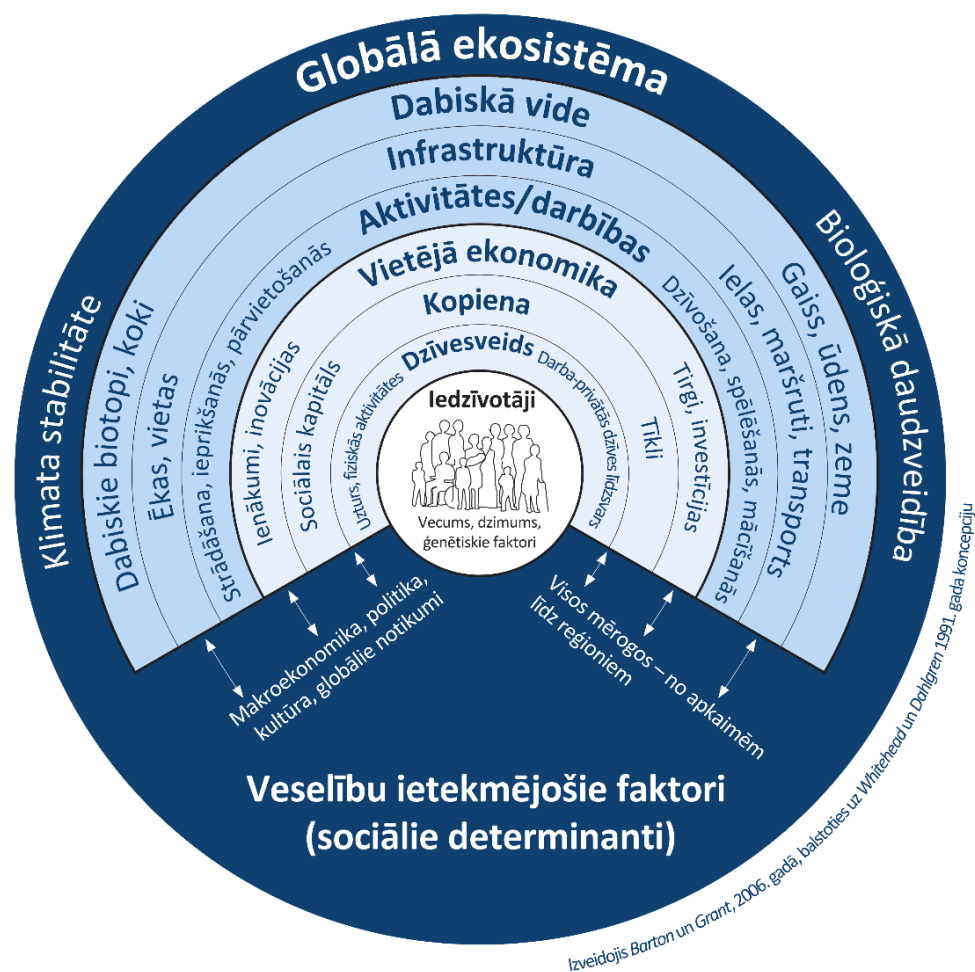 Globālā ekosistēma
Klimata stabilitāte
Bioloģiskā daudzveidība
Dabiskā vide
Dabiskie biotopi, koki
Gaiss, ūdens, zeme
Infrastruktūra
Ēkas, vietas
Ielas, maršruti, transports
Aktivitātes/darbības
Strādāšana, iepirkšanās, pārvietošanās
Dzīvošana, spēlēšanās, mācīšanās
Vietējā ekonomika
Ienākumi, inovācijas
Tirgi, investīcijas
Kopiena
Sociālais kapitāls
Tīkli
Dzīvesveids
Uzturs, fiziskās aktivitātes
Darba-privātās dzīves līdzsvars
Iedzīvotāji
Vecums, dzimums,
ģenētiskie faktori
Makroekonomika, politika,
kultūra, globālie notikumi
Visos mērogos – no apkaimēm
līdz reģioniem
Veselību ietekmējošie faktori
(sociālie determinanti)
Izveidojis Barton un Grant, 2006. gadā, balstoties uz Whitehead un Dahlgren 1991. gada koncepciju